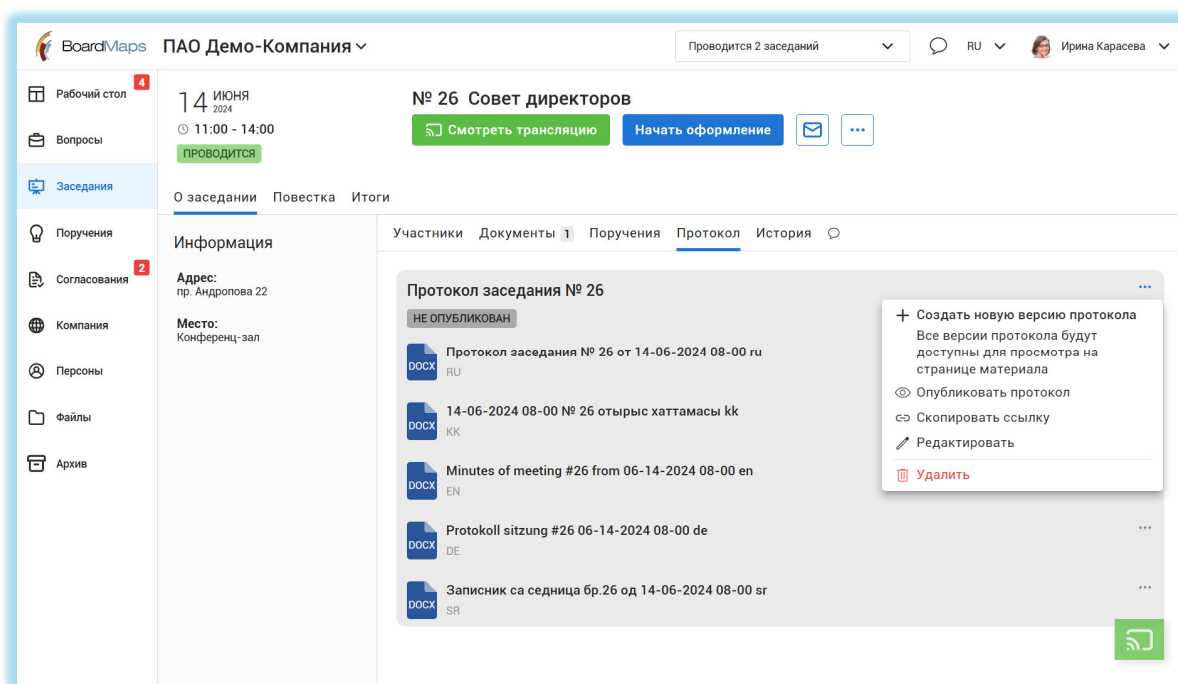 BoardMaps
ПАО Демо-Компания
Проводится 2 заседаний
RU
Ирина Карасева
Рабочий стол
4
Вопросы
Заседания
Поручения
Согласования
2
Компания
Персоны
Файлы
Архив
14 ИЮНЯ
2024
11:00 - 14:00
ПРОВОДИТСЯ
№ 26 Совет директоров
Смотреть трансляцию
Начать оформление
О заседании Повестка Итоги
Информация
Адрес:
пр. Андропова 22
Место:
Конференц-зал
Участники Документы 1 Поручения Протокол История
Протокол заседания № 26
НЕ ОПУБЛИКОВАН
DOCX
Протокол заседания № 26 от 14-06-2024 08-00 ru
RU
DOCX
14-06-2024 08-00 № 26 отырыс хаттамасы kk
KK
DOCX
Minutes of meeting #26 from 06-14-2024 08-00 en
EN
DOCX
Protokoll sitzung #26 06-14-2024 08-00 de
DE
DOCX
Записник са седница бр.26 од 14-06-2024 08-00 sr
SR
Создать новую версию протокола
Все версии протокола будут
доступны для просмотра на
странице материала
Опубликовать протокол
Скопировать ссылку
Редактировать
Удалить